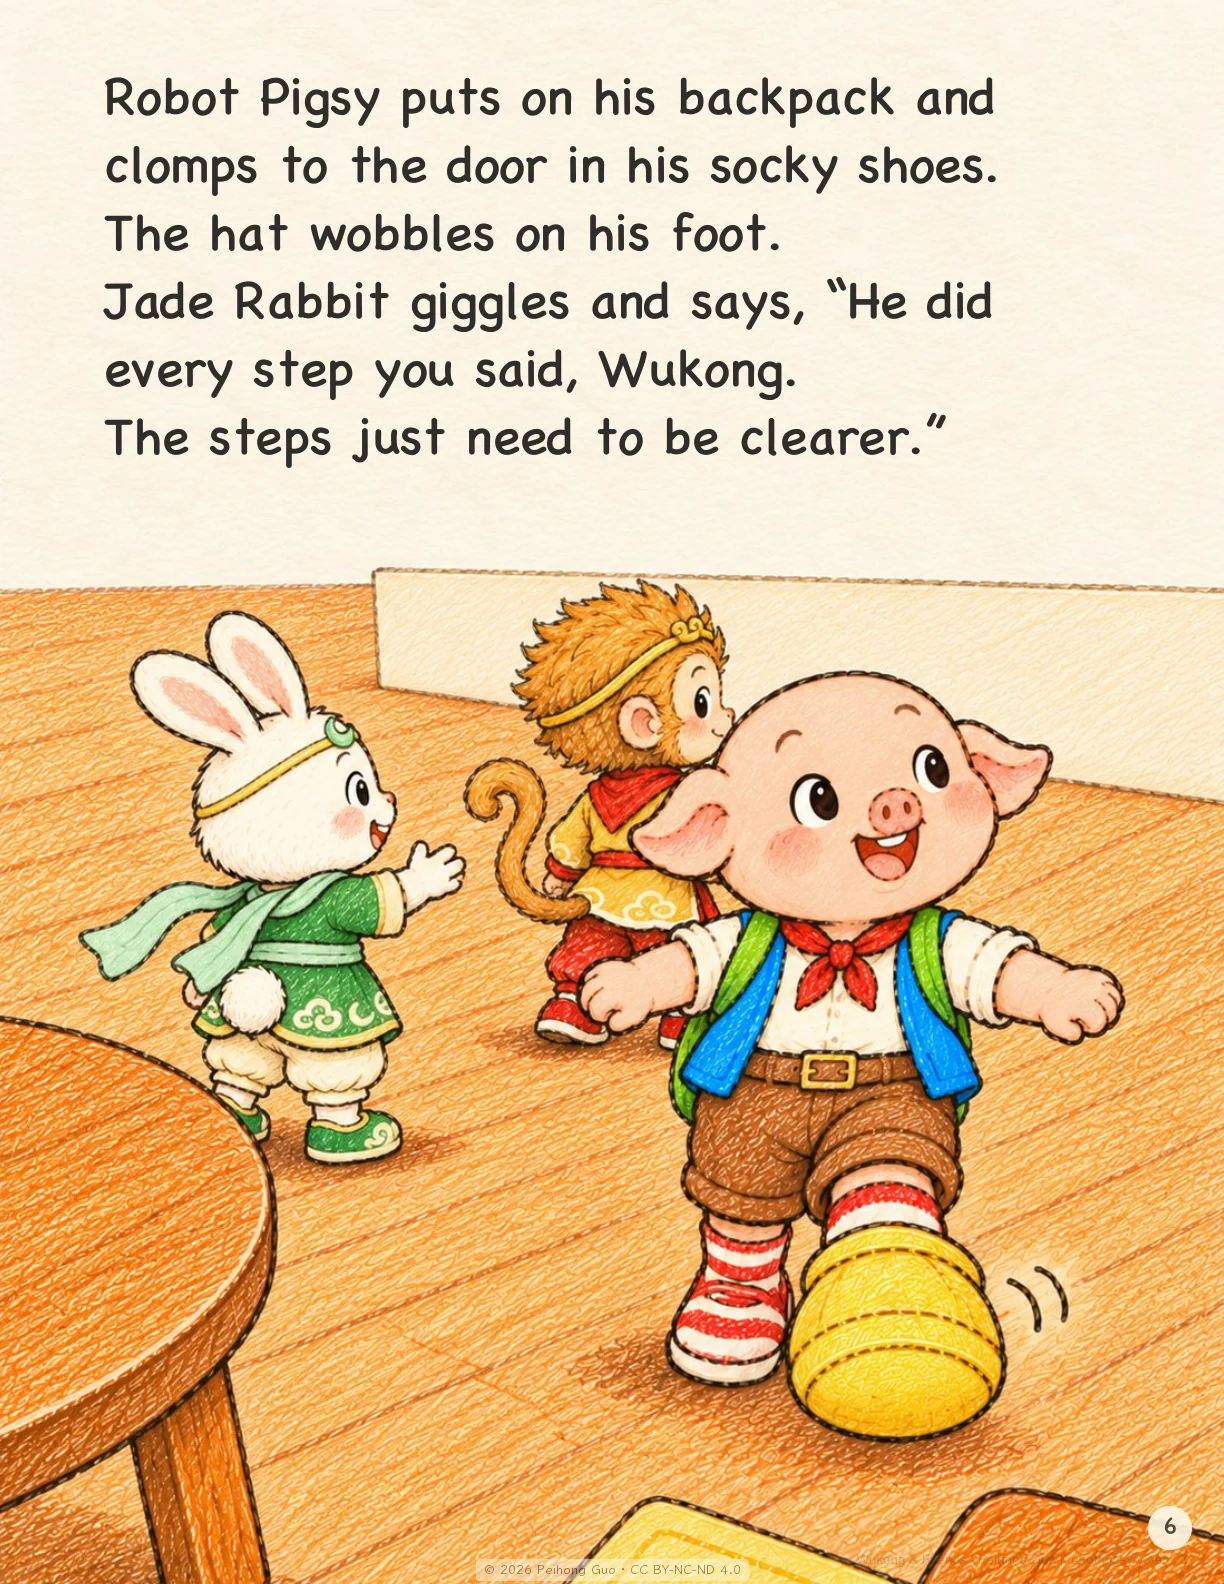 Robot Pigsy puts on his backpack and
clomps to the door in his socky shoes.
The hat wobbles on his foot.
Jade Rabbit giggles and says, “He did
every step you said, Wukong.
The steps just need to be clearer.”
6
© 2026 Peihong Guo • CC BY-NC-ND 4.0